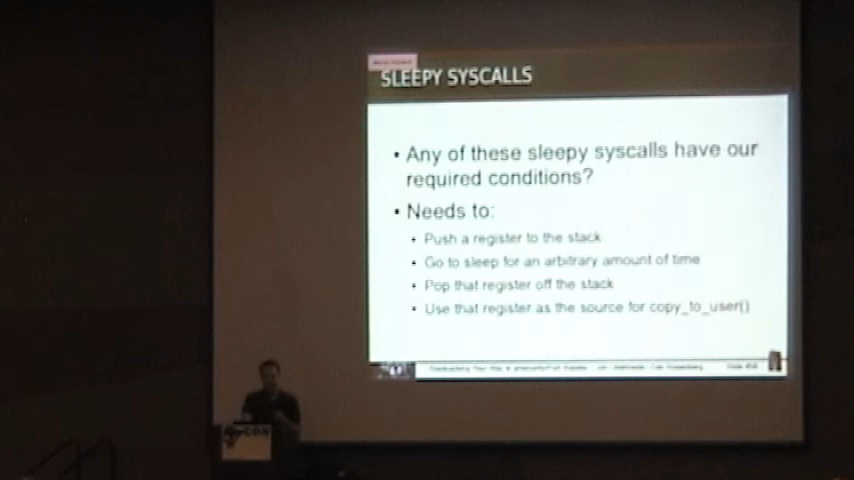 SLEEPY SYSCALLS
• Any of these sleepy syscalls have our
required conditions?
• Needs to:
• Push a register to the stack
• Go to sleep for an arbitrary amount of time
• Pop that register off the stack
• Use that register as the source for copy_to_user()